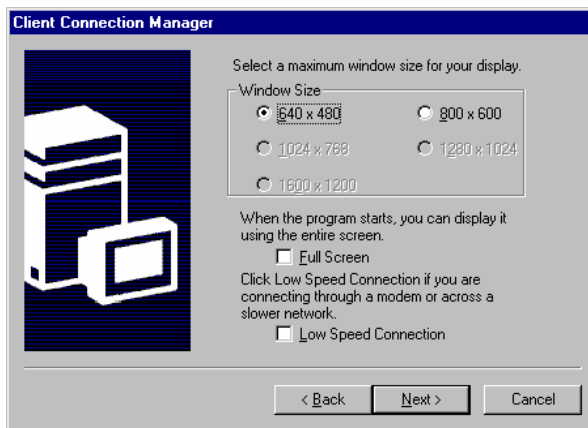 Client Connection Manager
Select a maximum window size for your display.
Window Size
640 x 480
800 x 600
1024 x 768
1280 x 1024
1600 x 1200
When the program starts, you can display it
using the entire screen.
Full Screen
Click Low Speed Connection if you are
connecting through a modem or across a
slower network.
Low Speed Connection
< Back
Next >
Cancel